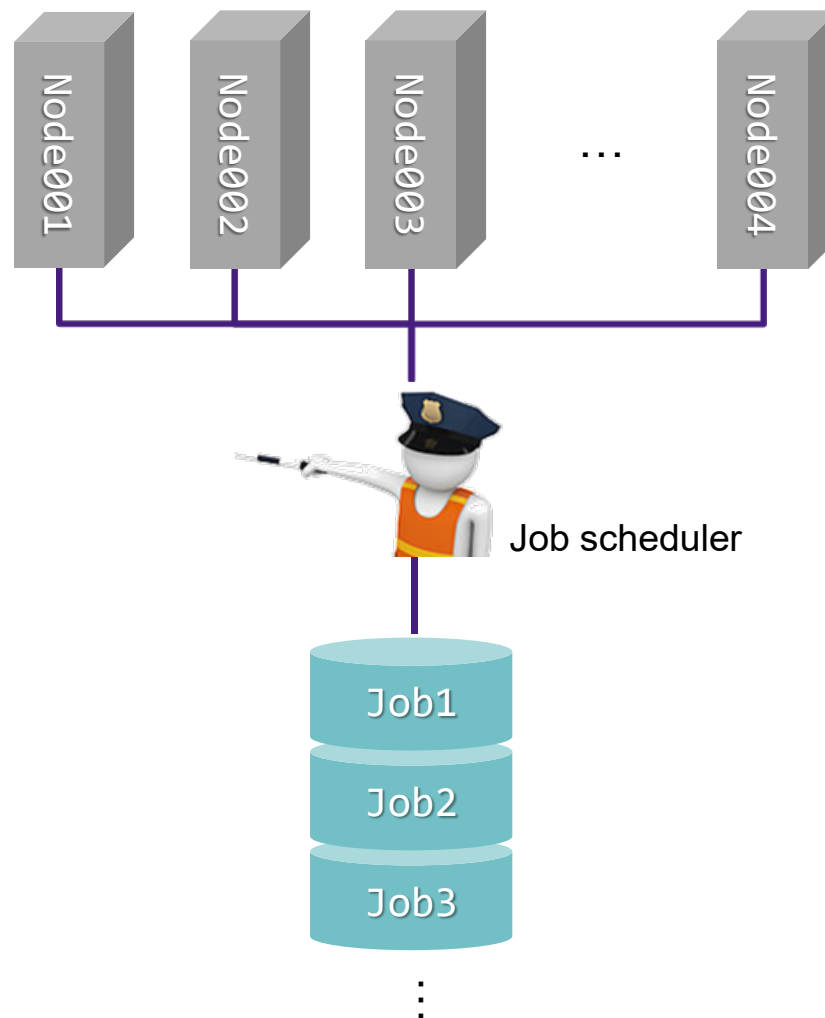 Node001
Node002
Node003
...
Node004
Job scheduler
Job1
Job2
Job3
⋮